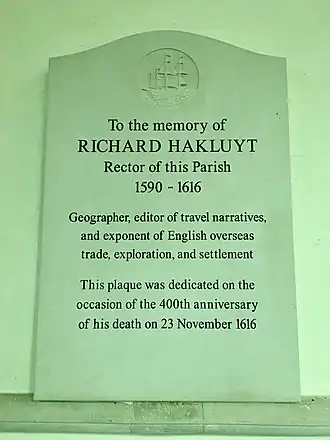 To the memory of
RICHARD HAKLUYT
Rector of this Parish
1590 - 1616
Geographer, editor of travel narratives,
and exponent of English overseas
trade, exploration, and settlement
This plaque was dedicated on the
occasion of the 400th anniversary
of his death on 23 November 1616